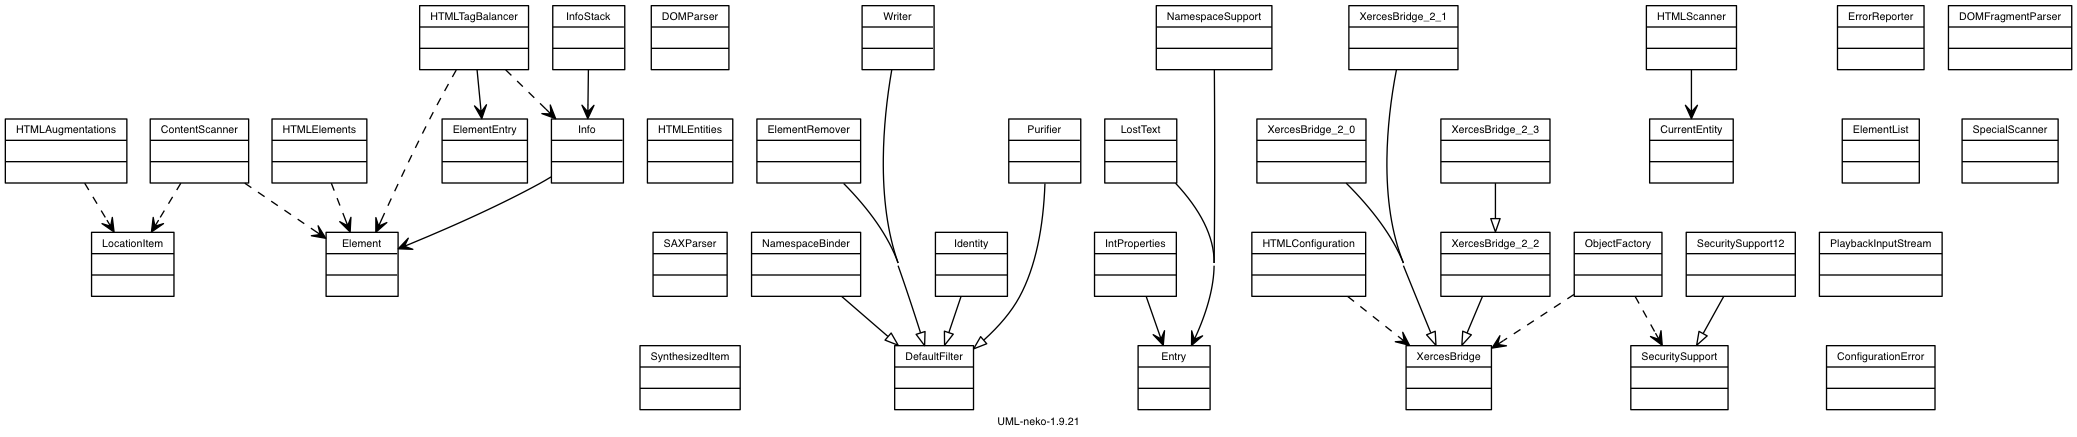 HTMLTagBalancer
InfoStack
DOMParser
Writer
NamespaceSupport
XercesBridge_2_1
HTMLScanner
ErrorReporter
DOMFragmentParser
HTMLAugmentations
ContentScanner
HTMLElements
ElementEntry
Info
HTMLEntities
ElementRemover
Purifier
LostText
XercesBridge_2_0
XercesBridge_2_3
CurrentEntity
ElementList
SpecialScanner
LocationItem
Element
SAXParser
NamespaceBinder
Identity
IntProperties
HTMLConfiguration
XercesBridge_2_2
ObjectFactory
SecuritySupport12
PlaybackInputStream
SynthesizedItem
DefaultFilter
Entry
XercesBridge
SecuritySupport
ConfigurationError
UML-neko-1.9.21